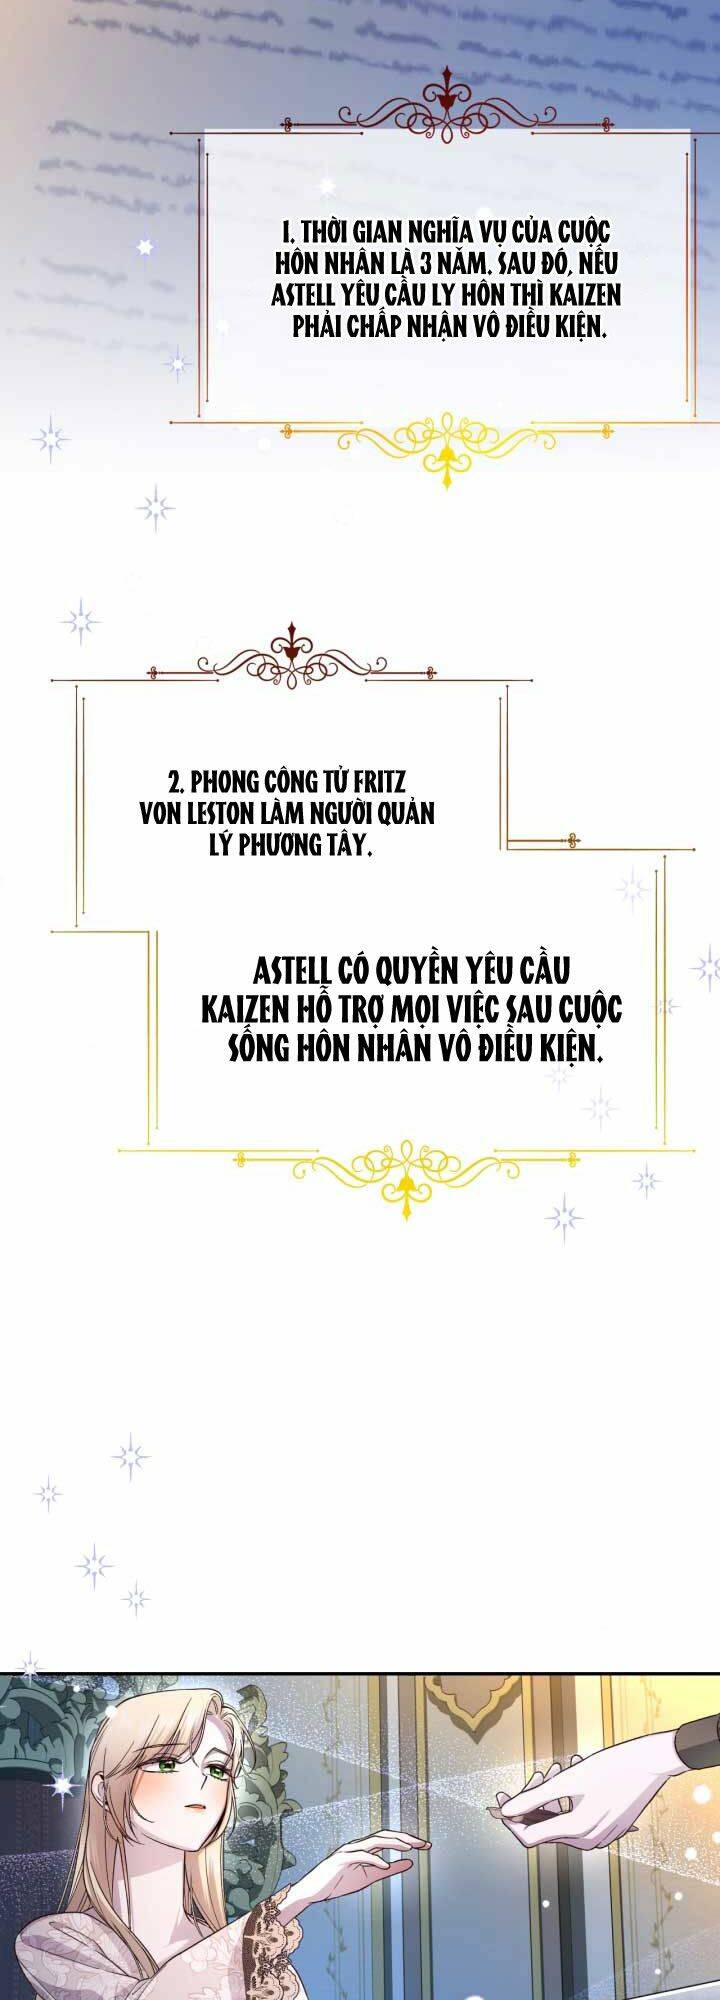 1. THỜI GIAN NGHĨA VỤ CỦA CUỘC
HÔN NHÂN LÀ 3 NĂM. SAU ĐÓ, NẾU
ASTELL YÊU CẦU LY HÔN THÌ KAIZEN
PHẢI CHẤP NHẬN VÔ ĐIỀU KIỆN.
2. PHONG CÔNG TỬ FRITZ
VON LESTON LÀM NGƯỜI QUẢN
LÝ PHƯƠNG TÂY.
ASTELL CÓ QUYỀN YÊU CẦU
KAIZEN HỖ TRỢ MỌI VIỆC SAU CUỘC
SỐNG HÔN NHÂN VÔ ĐIỀU KIỆN.